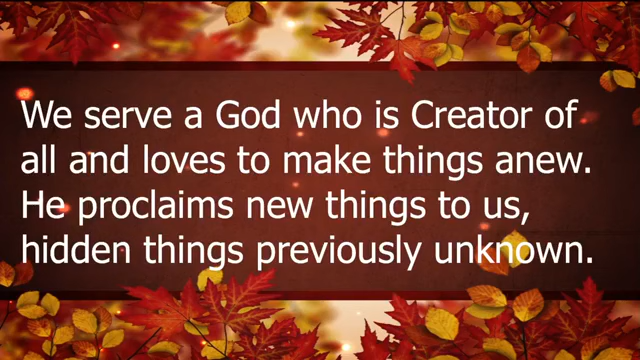 We serve a God who is Creator of
all and loves to make things anew.
He proclaims new things to us,
hidden things previously unknown.